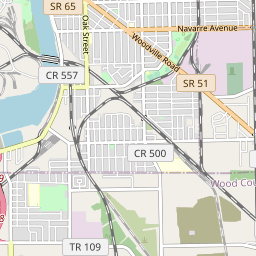 SR 65
Oak Street
Navarre Avenue
Woodville Road
CR 557
SR 51
CR 500
Wood Cou
TR 109